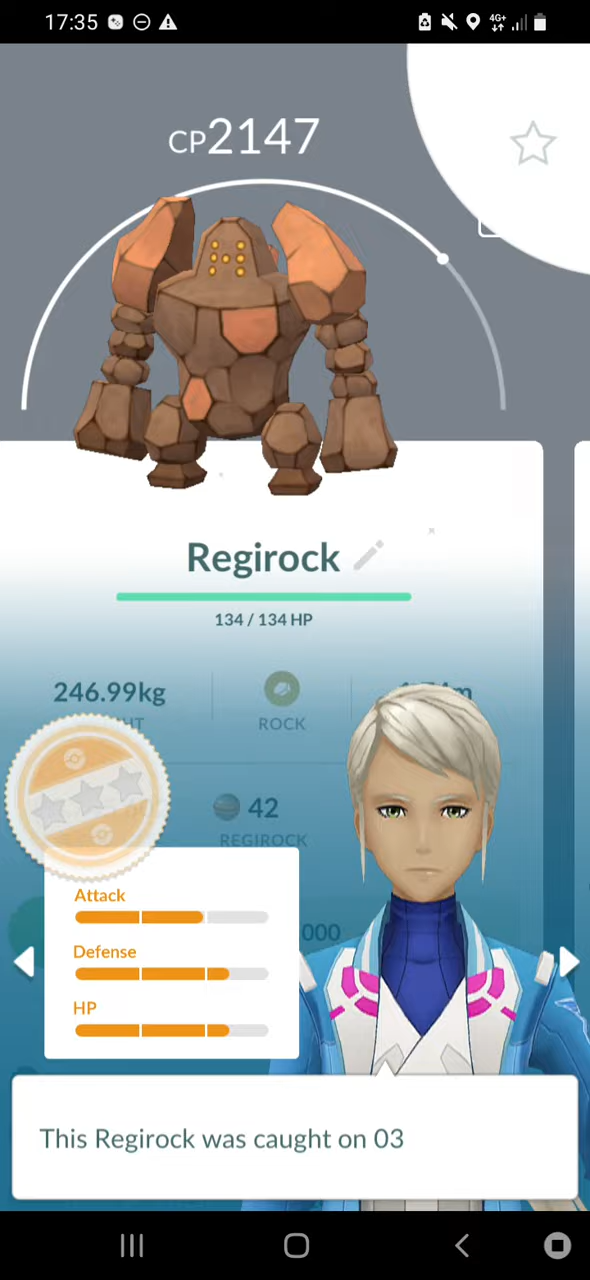 17:35
4G+
CP2147
Regirock
134 / 134 HP
246.99kg
ROCK
42
REGIROCK
000
Attack
Defense
HP
This Regirock was caught on 03